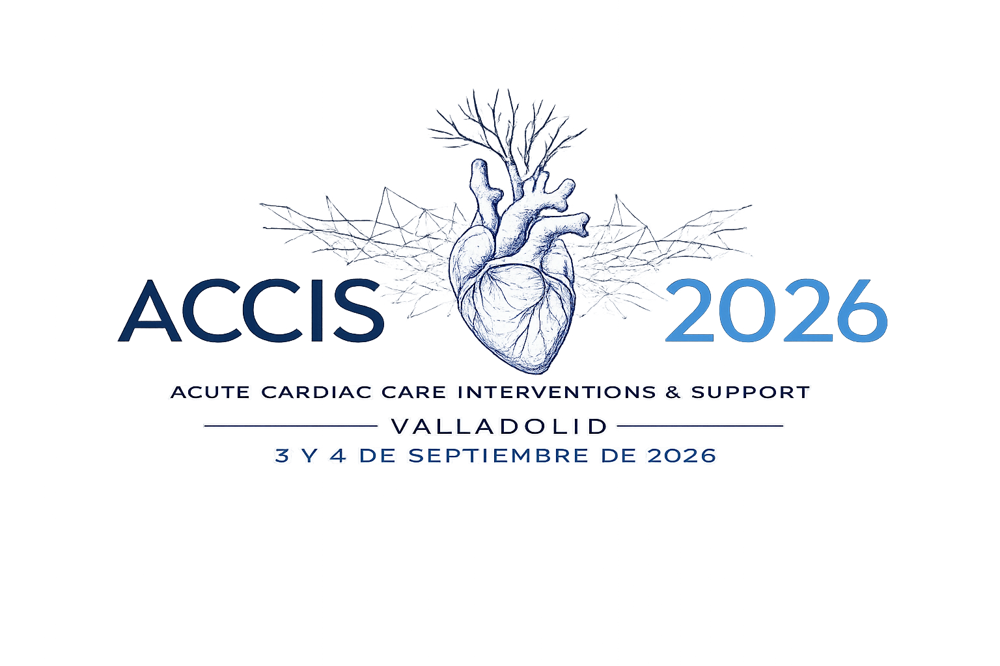 ACCIS 2026
ACUTE CARDIAC CARE INTERVENTIONS & SUPPORT
VALLADOLID
3 Y 4 DE SEPTIEMBRE DE 2026